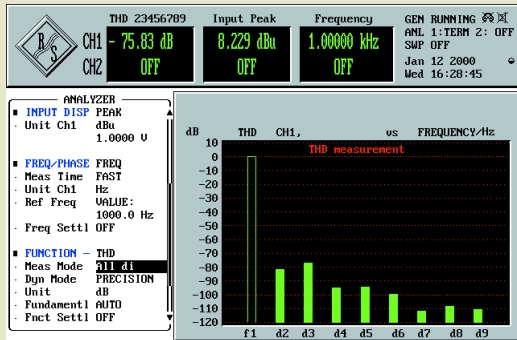 THD 23456789 Input Peak Frequency
R S CH1 - 75.83 dB 8.229 dBu 1.00000 kHz
CH2 OFF OFF OFF
GEN RUNNING
ANL 1:TERM 2: OFF
SWP OFF
Jan 12 2000
Wed 16:28:45
ANALYZER
INPUT DISP PEAK
Unit Ch1 dBu
1.0000 V
FREQ/PHASE FREQ
Meas Time FAST
Unit Ch1 Hz
Ref Freq VALUE:
1000.0 Hz
Freq Settl OFF
FUNCTION - THD
Meas Mode All di
Dyn Mode PRECISION
Unit dB
Fundamentl AUTO
Fnct Settl OFF
dB THD CH1, vs FREQUENCY/Hz
THD measurement
10
0
-10
-20
-30
-40
-50
-60
-70
-80
-90
-100
-110
-120
f1 d2 d3 d4 d5 d6 d7 d8 d9